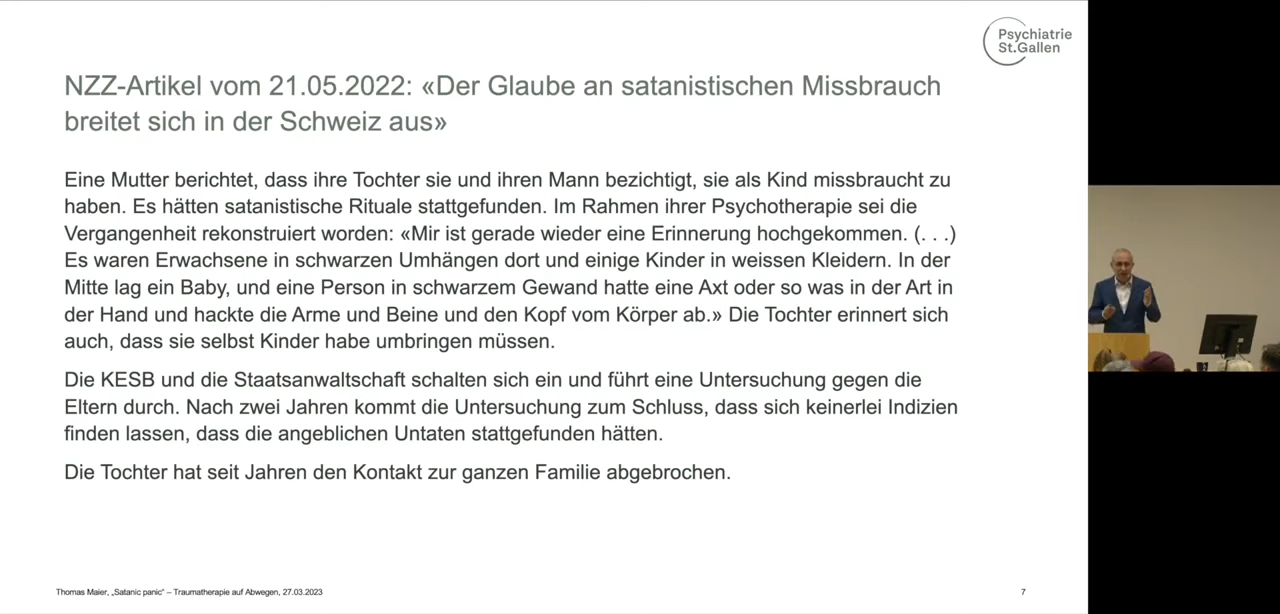 Psychiatrie
St.Gallen
NZZ-Artikel vom 21.05.2022: «Der Glaube an satanistischen Missbrauch
breitet sich in der Schweiz aus»
Eine Mutter berichtet, dass ihre Tochter sie und ihren Mann bezichtigt, sie als Kind missbraucht zu
haben. Es hätten satanistische Rituale stattgefunden. Im Rahmen ihrer Psychotherapie sei die
Vergangenheit rekonstruiert worden: «Mir ist gerade wieder eine Erinnerung hochgekommen. (. . .)
Es waren Erwachsene in schwarzen Umhängen dort und einige Kinder in weissen Kleidern. In der
Mitte lag ein Baby, und eine Person in schwarzem Gewand hatte eine Axt oder so was in der Art in
der Hand und hackte die Arme und Beine und den Kopf vom Körper ab.» Die Tochter erinnert sich
auch, dass sie selbst Kinder habe umbringen müssen.
Die KESB und die Staatsanwaltschaft schalten sich ein und führt eine Untersuchung gegen die
Eltern durch. Nach zwei Jahren kommt die Untersuchung zum Schluss, dass sich keinerlei Indizien
finden lassen, dass die angeblichen Untaten stattgefunden hätten.
Die Tochter hat seit Jahren den Kontakt zur ganzen Familie abgebrochen.
Thomas Maier, „Satanic panic“ – Traumatherapie auf Abwegen, 27.03.2023
7